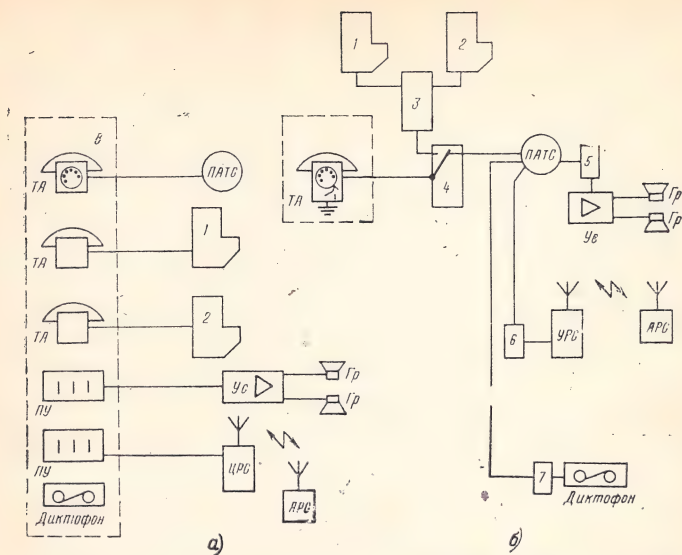 1
2
3
В
ТА
ПАТС
ТА
4
ПАТС
5
Ув
Гр
Гр
ТА
1
ТА
2
6
УРС
АРС
ПУ
Ус
Гр
Гр
ПУ
ЦРС
АРС
7
Диктофон
Диктофон
а)
б)